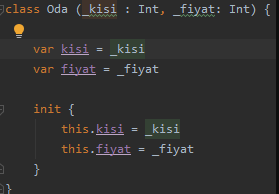 class Oda (_kisi : Int, _fiyat: Int) {
var kisi = _kisi
var fiyat = _fiyat
init {
this.kisi = _kisi
this.fiyat = _fiyat
}
}